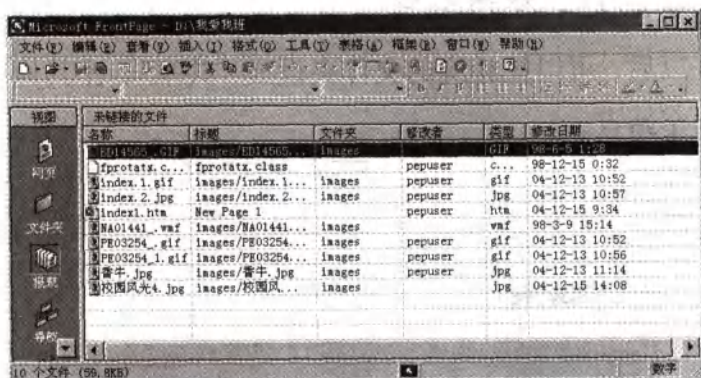 Microsoft FrontPage - D:\我爱我班
文件(F) 编辑(E) 查看(V) 插入(I) 格式(O) 工具(T) 表格(A) 框架(R) 窗口(W) 帮助(H)
视图
未链接的文件
名称 标题 文件夹 修改者 类型 修改日期
ED14565_.GIF images/ED14565... images GIF 98-6-5 1:28
fprotatx.c... fprotatx.class pepuser c... 98-12-15 0:32
index.1.gif images/index.1... images pepuser gif 04-12-13 10:52
index.2.jpg images/index.2... images pepuser jpg 04-12-13 10:57
index1.htm New Page 1 pepuser htm 04-12-15 9:34
NA01441_.wmf images/NA01441... images wmf 98-3-9 15:14
PE03254_.gif images/PE03254... images pepuser gif 04-12-13 10:52
PE03254_1.gif images/PE03254... images pepuser gif 04-12-13 10:56
香牛.jpg images/香牛.jpg images pepuser jpg 04-12-13 11:14
校园风光4.jpg images/校园风... images jpg 04-12-15 14:08
网页
文件夹
报表
导航
10 个文件 (59.8KB)
数字